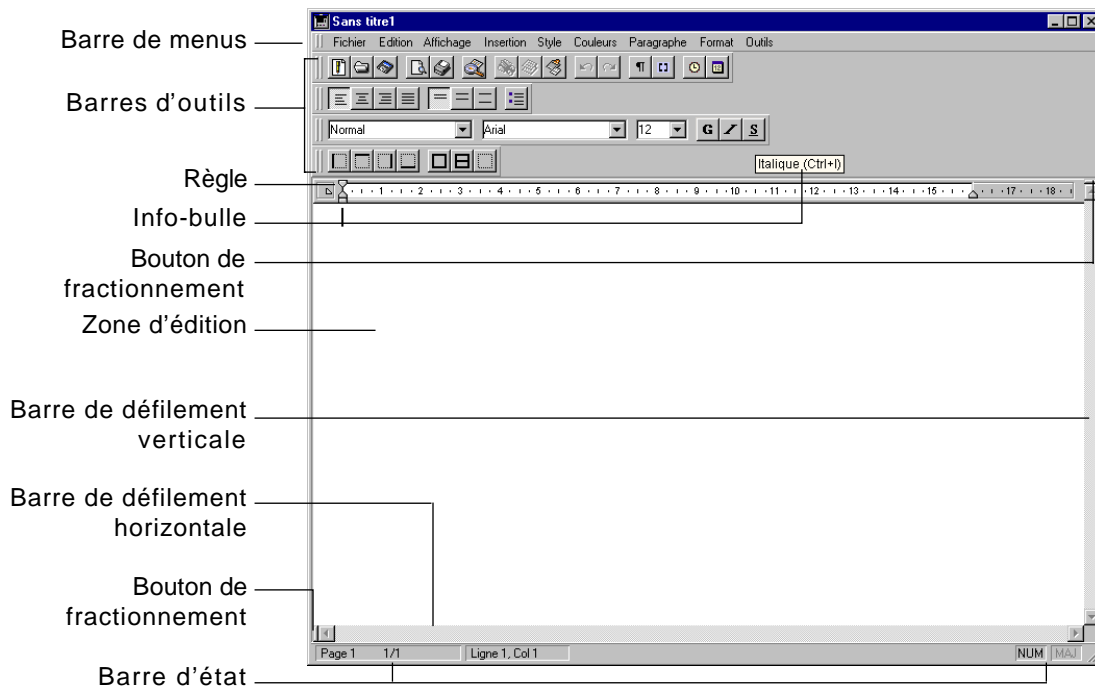 Sans titre1
Barre de menus
Fichier Edition Affichage Insertion Style Couleurs Paragraphe Format Outils
Barres d'outils
Normal Arial 12 G I S
Italique (Ctrl+I)
Règle
1 2 3 4 5 6 7 8 9 10 11 12 13 14 15 17 18
Info-bulle
Bouton de
fractionnement
Zone d'édition
Barre de défilement
verticale
Barre de défilement
horizontale
Bouton de
fractionnement
Page 1 1/1 Ligne 1, Col 1 NUM MAJ
Barre d'état